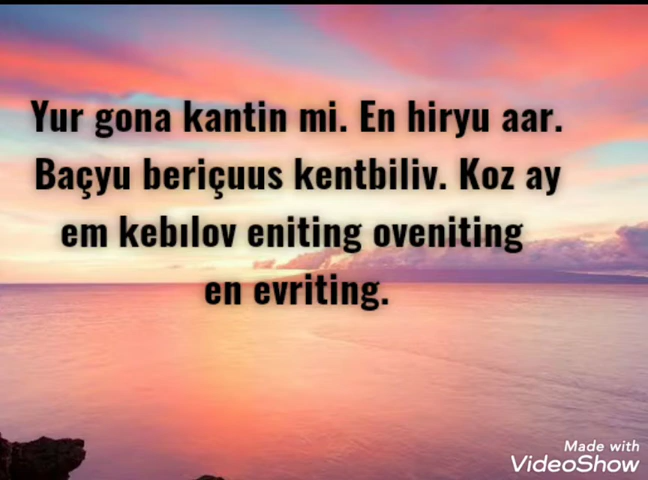 Yur gona kantin mi. En hiryu aar.
Baçyu beriçuus kentbiliv. Koz ay
em kebılov eniting oveniting
en evriting.
Made with
VideoShow